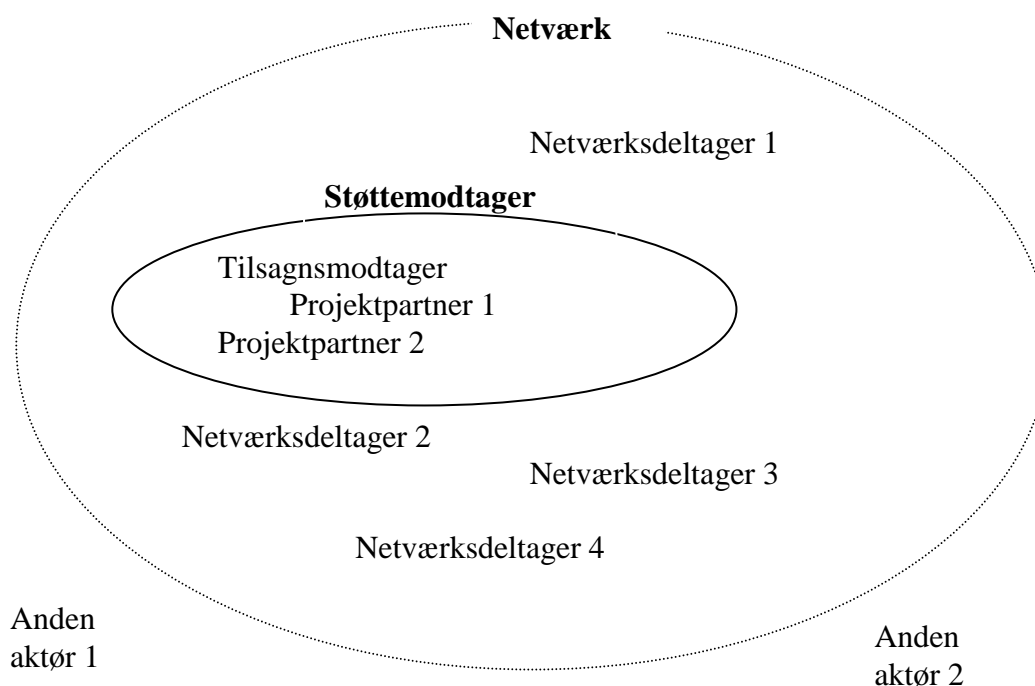 Netværk
Netværksdeltager 1
Støttemodtager
Tilsagnsmodtager
Projektpartner 1
Projektpartner 2
Netværksdeltager 2
Netværksdeltager 3
Netværksdeltager 4
Anden
aktør 1
Anden
aktør 2